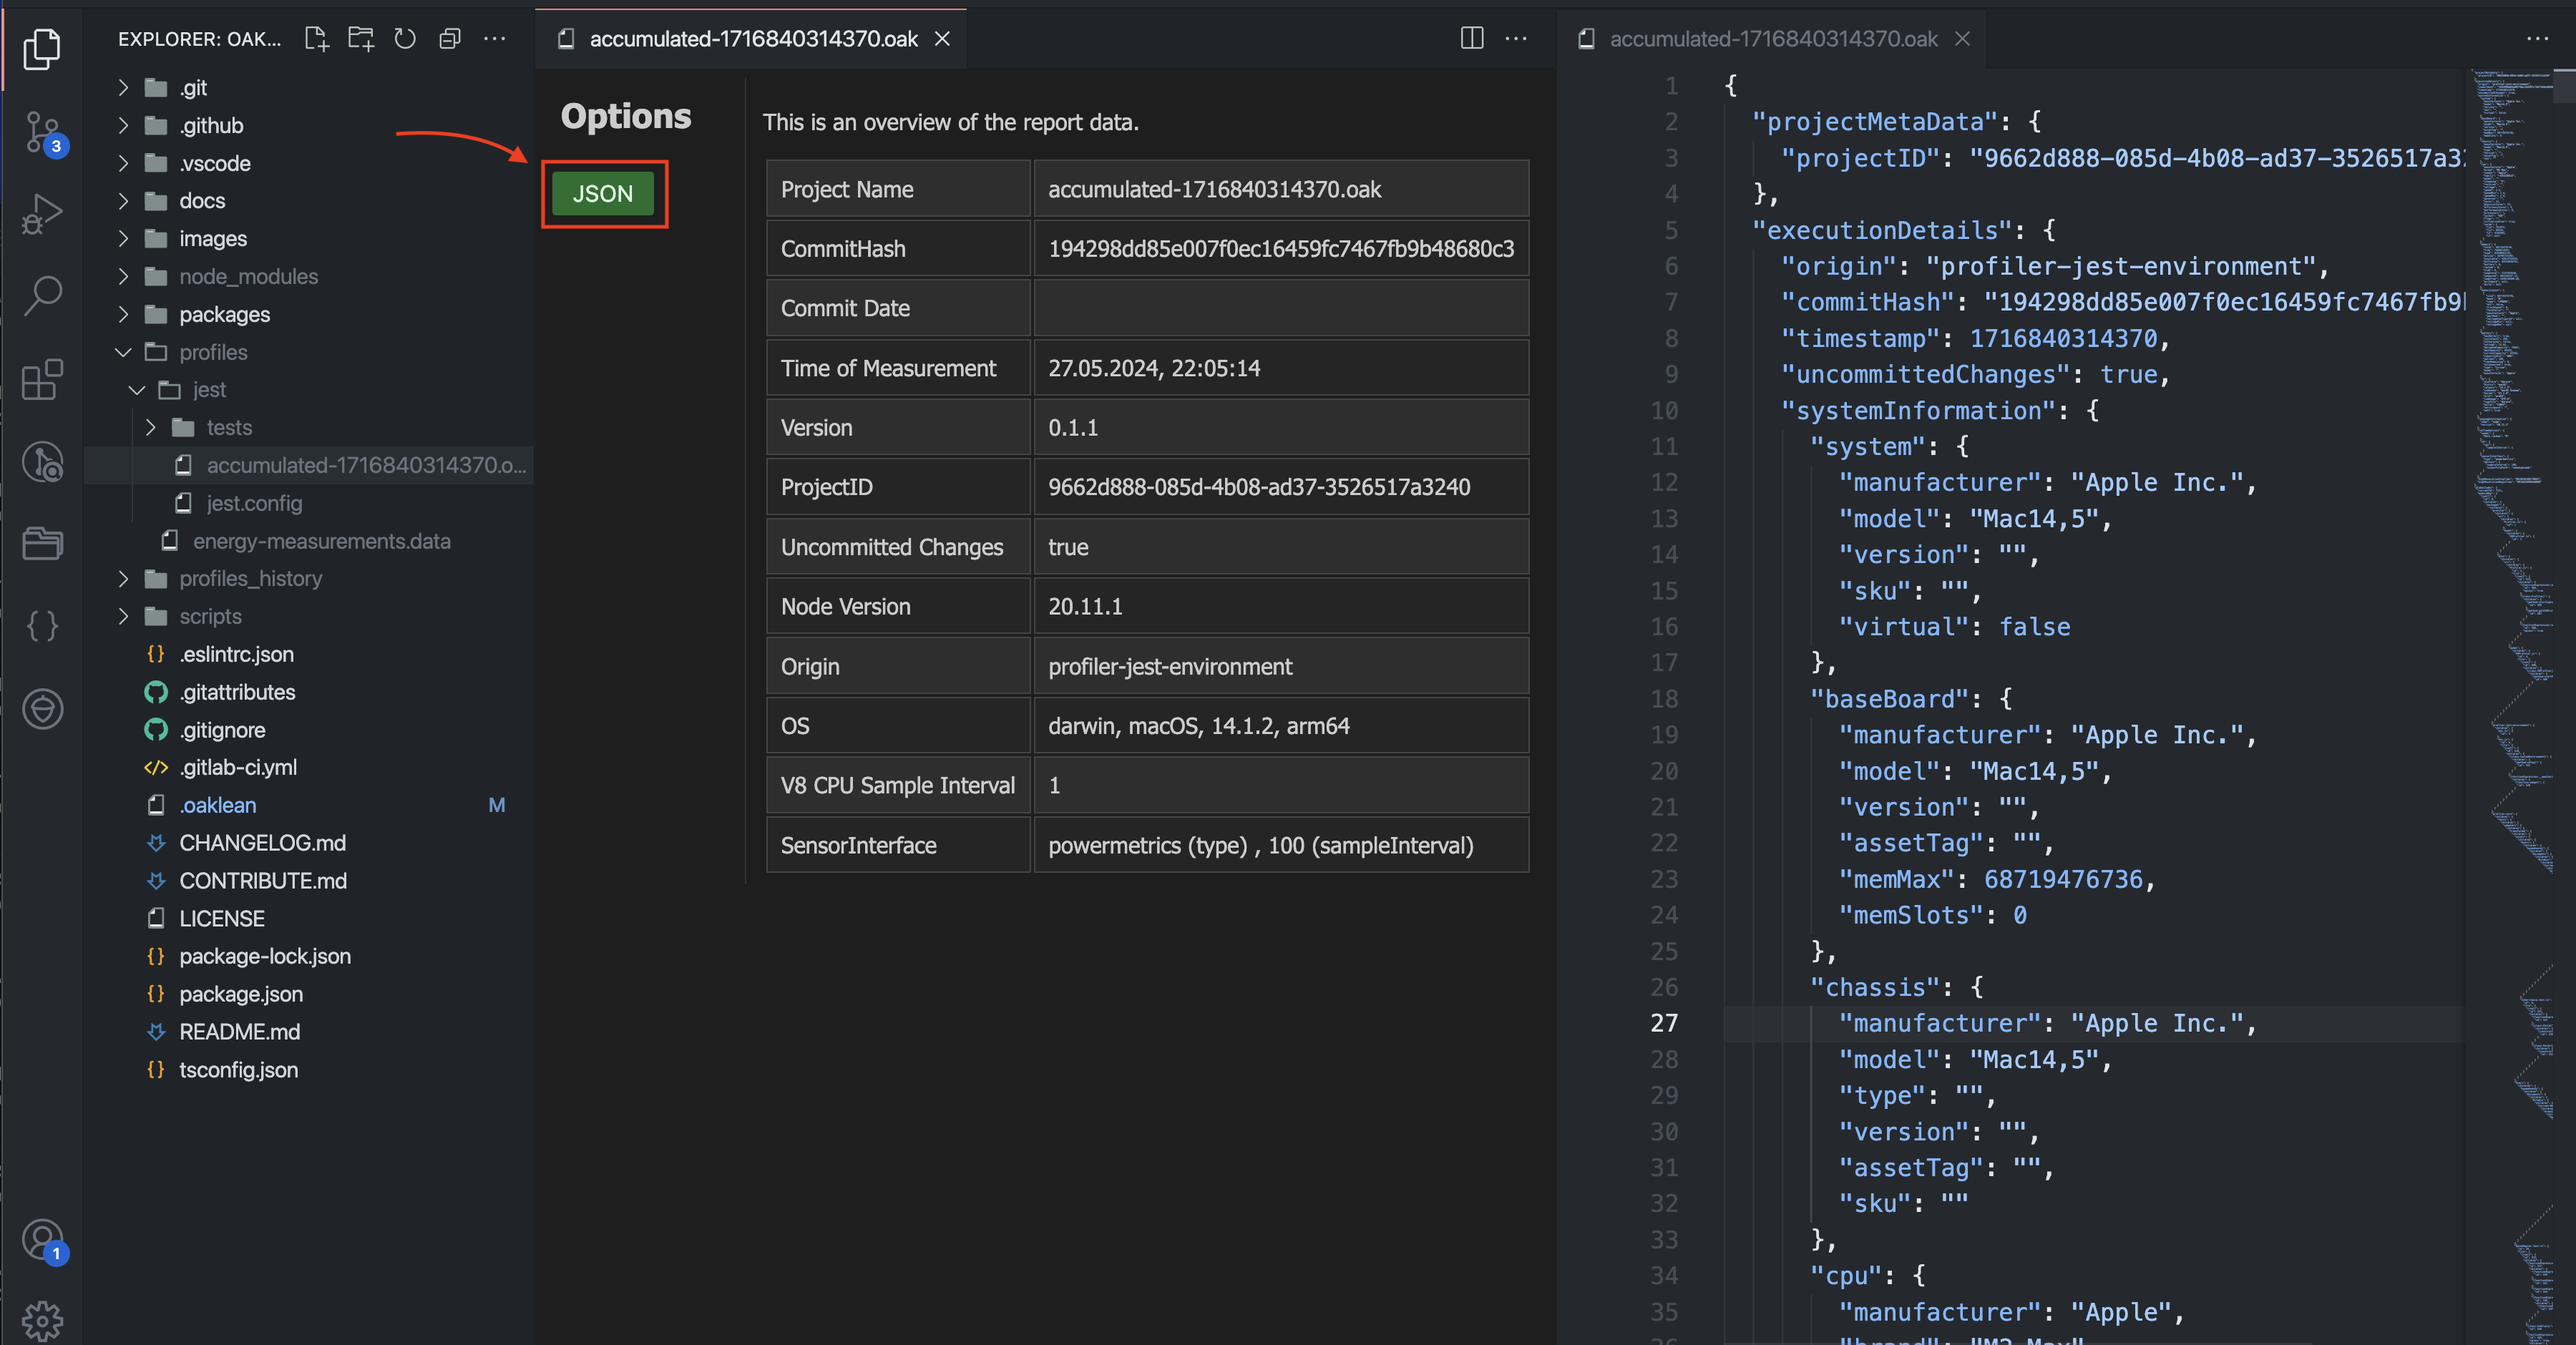 EXPLORER: OAK...
.git
.github
.vscode
docs
images
node_modules
packages
profiles
jest
tests
accumulated-1716840314370.o...
jest.config
energy-measurements.data
profiles_history
scripts
{} .eslintrc.json
.gitattributes
.gitignore
</> .gitlab-ci.yml
.oaklean M
CHANGELOG.md
CONTRIBUTE.md
LICENSE
{} package-lock.json
{} package.json
README.md
{} tsconfig.json
3
1
accumulated-1716840314370.oak
Options
JSON
This is an overview of the report data.
Project Name accumulated-1716840314370.oak
CommitHash 194298dd85e007f0ec16459fc7467fb9b48680c3
Commit Date
Time of Measurement 27.05.2024, 22:05:14
Version 0.1.1
ProjectID 9662d888-085d-4b08-ad37-3526517a3240
Uncommitted Changes true
Node Version 20.11.1
Origin profiler-jest-environment
OS darwin, macOS, 14.1.2, arm64
V8 CPU Sample Interval 1
SensorInterface powermetrics (type) , 100 (sampleInterval)
accumulated-1716840314370.oak
1 {
2 "projectMetaData": {
3 "projectID": "9662d888-085d-4b08-ad37-3526517a32
4 },
5 "executionDetails": {
6 "origin": "profiler-jest-environment",
7 "commitHash": "194298dd85e007f0ec16459fc7467fb9b
8 "timestamp": 1716840314370,
9 "uncommittedChanges": true,
10 "systemInformation": {
11 "system": {
12 "manufacturer": "Apple Inc.",
13 "model": "Mac14,5",
14 "version": "",
15 "sku": "",
16 "virtual": false
17 },
18 "baseBoard": {
19 "manufacturer": "Apple Inc.",
20 "model": "Mac14,5",
21 "version": "",
22 "assetTag": "",
23 "memMax": 68719476736,
24 "memSlots": 0
25 },
26 "chassis": {
27 "manufacturer": "Apple Inc.",
28 "model": "Mac14,5",
29 "type": "",
30 "version": "",
31 "assetTag": "",
32 "sku": ""
33 },
34 "cpu": {
35 "manufacturer": "Apple",
36 "brand": "M2 Max"